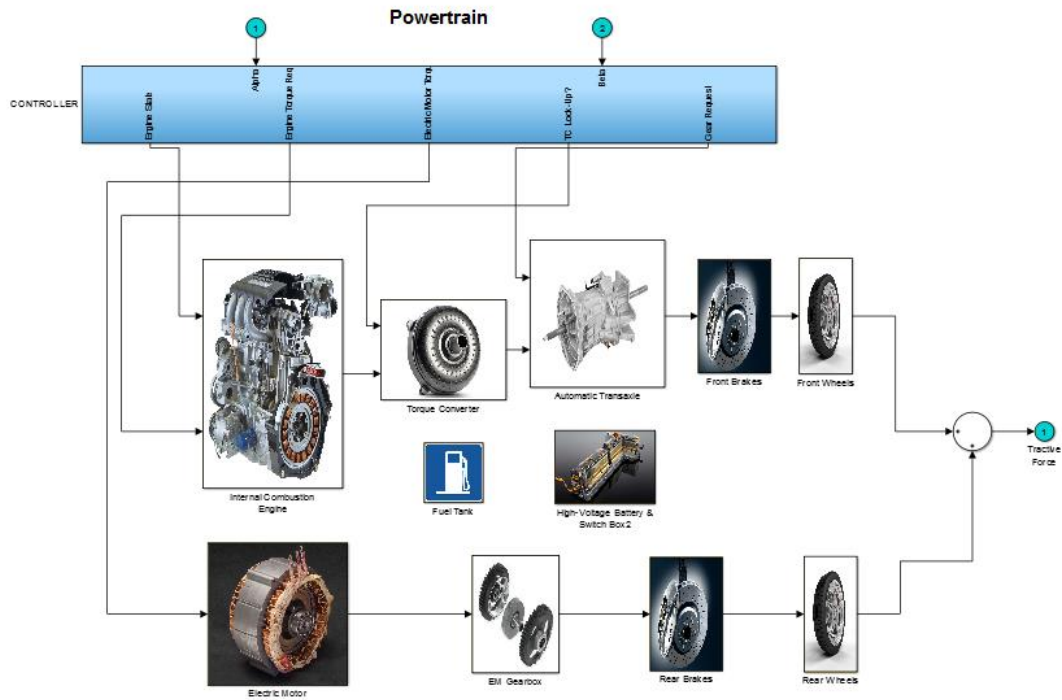 Powertrain
1
2
CONTROLLER
Alpha
Beta
Engine State
Engine Torque Req
Electric Motor Torqu
TC Lock-Up?
Gear Request
Internal Combustion
Engine
Torque Converter
Automatic Transaxle
Front Brakes
Front Wheels
1
Tractive
Force
Fuel Tank
High-Voltage Battery &
Switch Box2
Electric Motor
EM Gearbox
Rear Brakes
Rear Wheels